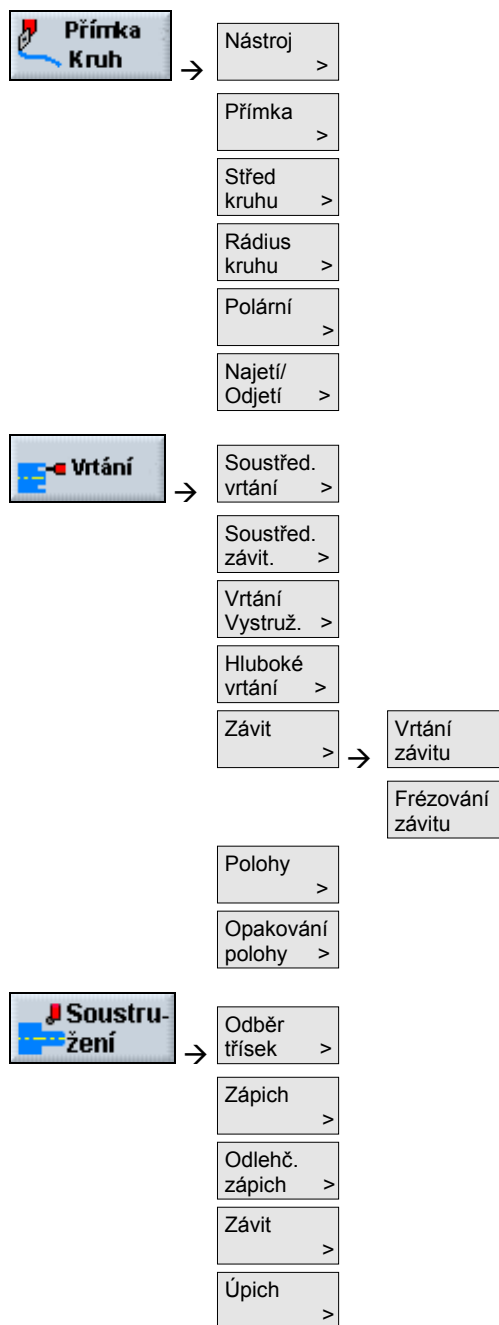 Přímka
Kruh
→
Nástroj
>
Přímka
>
Střed
kruhu >
Rádius
kruhu >
Polární
>
Najetí/
Odjetí >
Vrtání
→
Soustřed.
vrtání >
Soustřed.
závit. >
Vrtání
Vystruž. >
Hluboké
vrtání >
Závit
>
→
Vrtání
závitu
Frézování
závitu
Polohy
>
Opakování
polohy >
Soustru-
žení
→
Odběr
třísek >
Zápich
>
Odlehč.
zápich >
Závit
>
Úpich
>